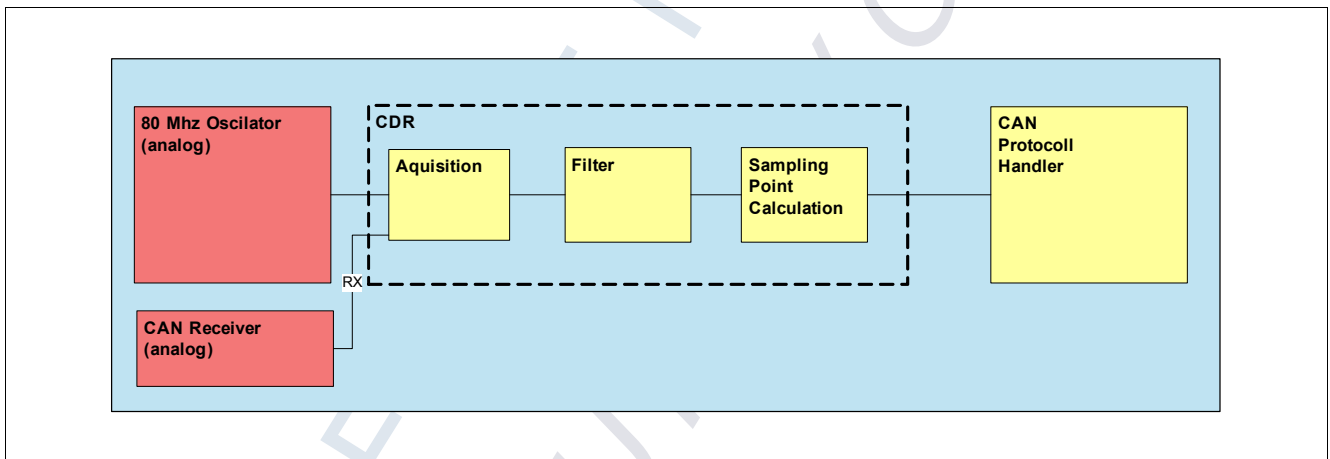 80 Mhz Oscilator
(analog)
CDR
Aquisition
Filter
Sampling
Point
Calculation
CAN
Protocoll
Handler
RX
CAN Receiver
(analog)